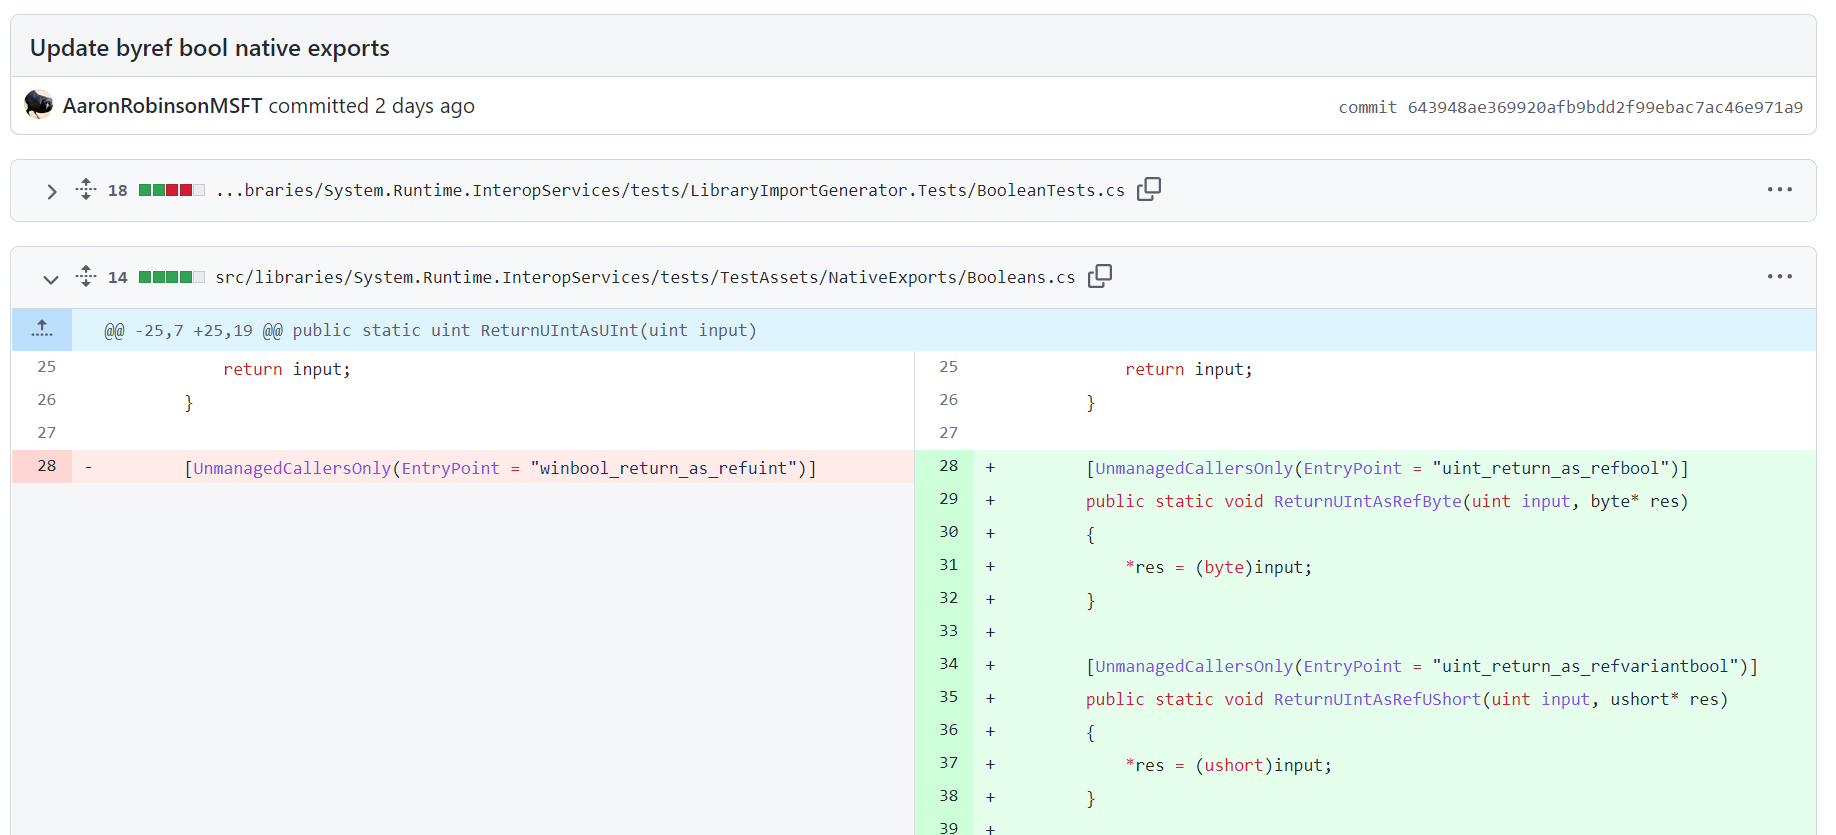 Update byref bool native exports
AaronRobinsonMSFT committed 2 days ago
commit 643948ae369920afb9bdd2f99ebac7ac46e971a9
18 ...braries/System.Runtime.InteropServices/tests/LibraryImportGenerator.Tests/BooleanTests.cs
14 src/libraries/System.Runtime.InteropServices/tests/TestAssets/NativeExports/Booleans.cs
@@ -25,7 +25,19 @@ public static uint ReturnUIntAsUInt(uint input)
25 return input;
26 }
27
28 - [UnmanagedCallersOnly(EntryPoint = "winbool_return_as_refuint")]
25 return input;
26 }
27
28 + [UnmanagedCallersOnly(EntryPoint = "uint_return_as_refbool")]
29 + public static void ReturnUIntAsRefByte(uint input, byte* res)
30 + {
31 + *res = (byte)input;
32 + }
33 +
34 + [UnmanagedCallersOnly(EntryPoint = "uint_return_as_refvariantbool")]
35 + public static void ReturnUIntAsRefUShort(uint input, ushort* res)
36 + {
37 + *res = (ushort)input;
38 + }
39 +